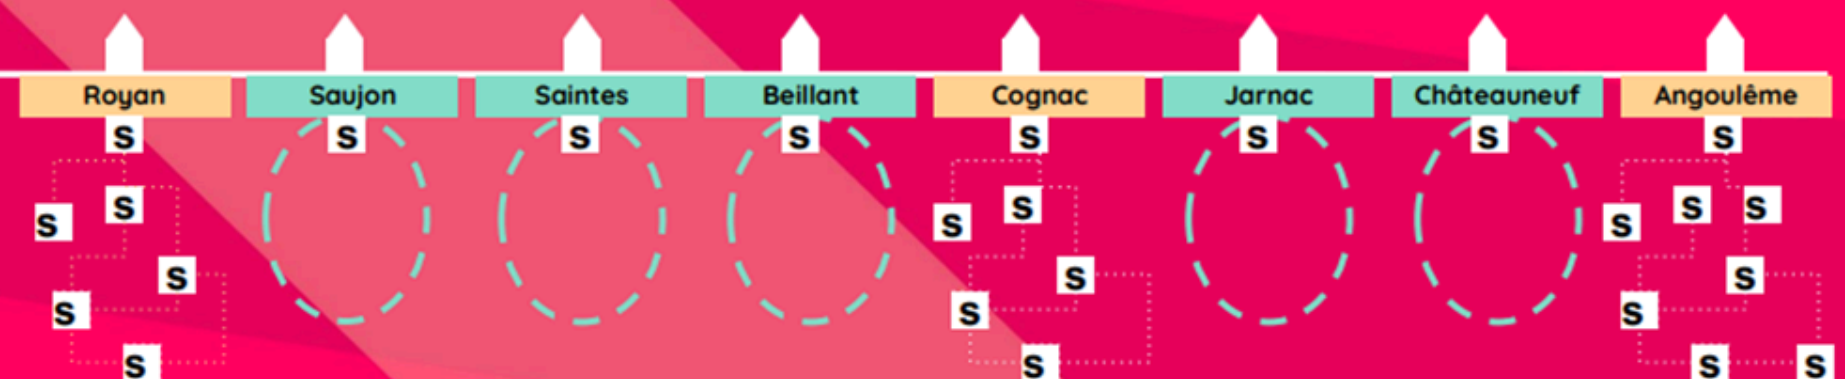 Royan Saujon Saintes Beillant Cognac Jarnac Châteauneuf Angoulême
S S S S S S S S
S S S S S S S
S S S
S S S
S S S S